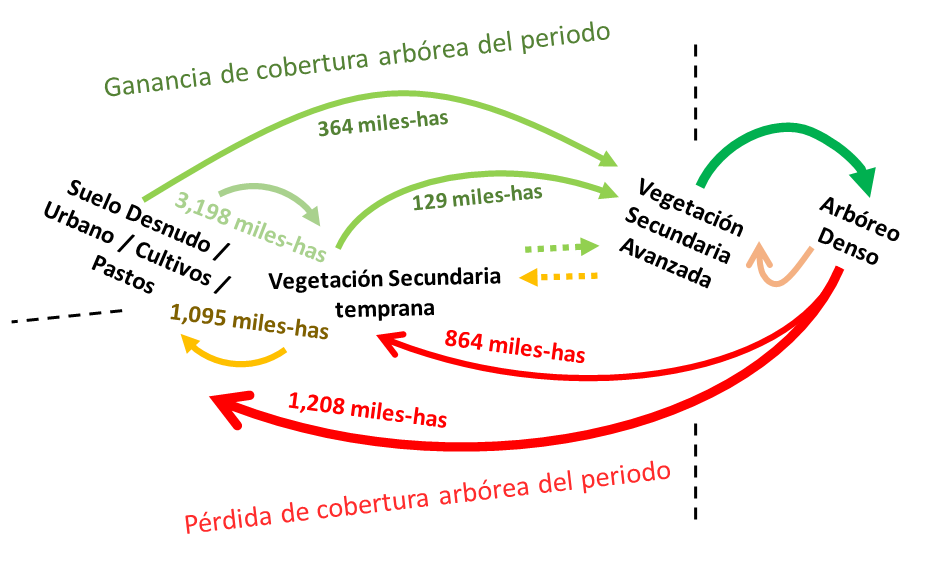 Ganancia de cobertura arbórea del periodo
364 miles-has
Suelo Desnudo /
Urbano / Cultivos /
Pastos
3,198 miles-has
129 miles-has
Vegetación
Secundaria
Avanzada
Arbóreo
Denso
Vegetación Secundaria
temprana
1,095 miles-has
864 miles-has
1,208 miles-has
Pérdida de cobertura arbórea del periodo